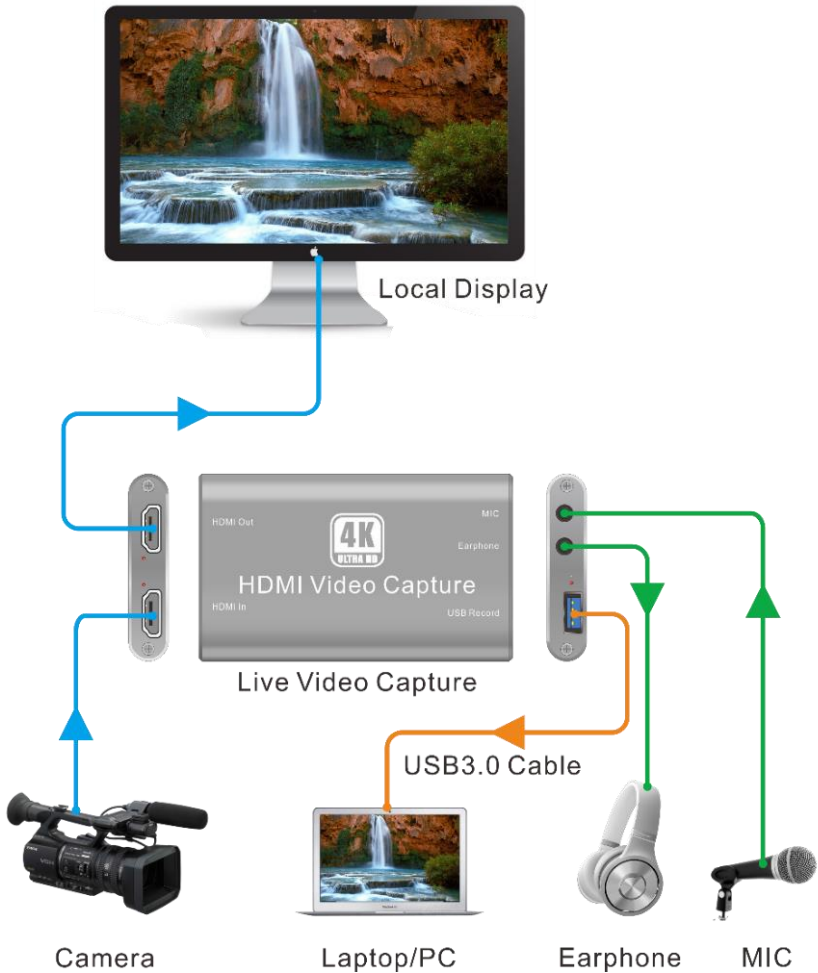 Local Display
HDMI Out
MIC
4K
ULTRA HD
Earphone
HDMI Video Capture
HDMI In
USB Record
Live Video Capture
USB3.0 Cable
Camera
Laptop/PC
Earphone
MIC